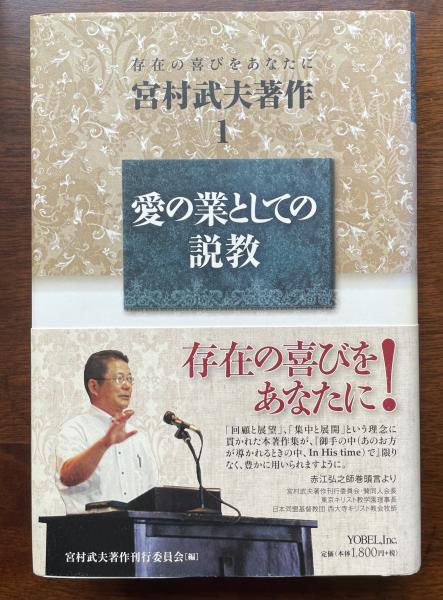 存在の喜びをあなたに
宮村武夫著作
1
愛の業としての
説教
存在の喜びを
あなたに!
「回顧と展望」、「集中と展開」という理念に
貫かれた本著作集が、『御手の中(あのお方
が導かれるときの中、In His time)で』限り
なく、豊かに用いられますように。
赤江弘之師巻頭言より
宮村武夫著作刊行委員会・賛同人会長
東京キリスト教学園理事長
日本同盟基督教団 西大寺キリスト教会牧師
宮村武夫著作刊行委員会[編]
YOBEL,Inc.
定価(本体1,800円+税)